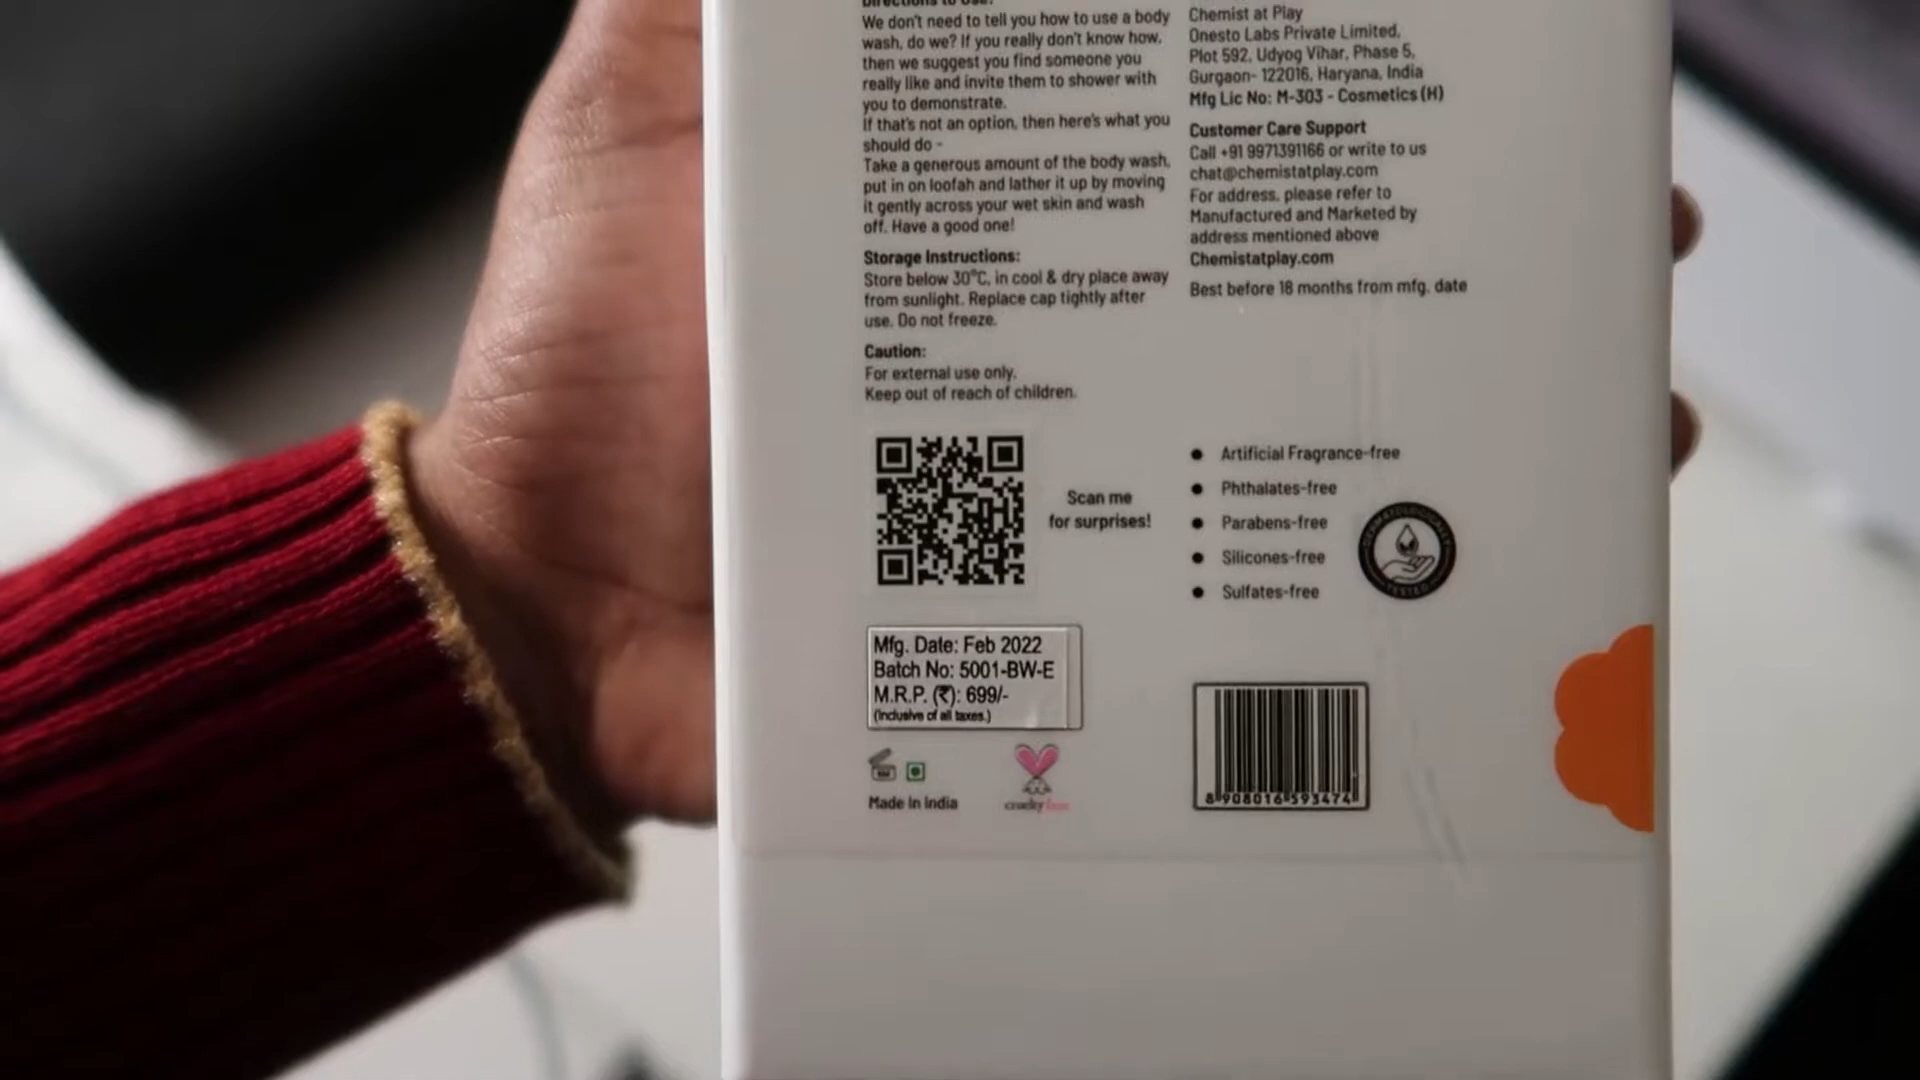 Directions to Use:
We don't need to tell you how to use a body
wash, do we? If you really don't know how,
then we suggest you find someone you
really like and invite them to shower with
you to demonstrate.
If that's not an option, then here's what you
should do -
Take a generous amount of the body wash,
put in on loofah and lather it up by moving
it gently across your wet skin and wash
off. Have a good one!
Storage Instructions:
Store below 30°C, in cool & dry place away
from sunlight. Replace cap tightly after
use. Do not freeze.
Caution:
For external use only.
Keep out of reach of children.
Scan me
for surprises!
Mfg. Date: Feb 2022
Batch No: 5001-BW-E
M.R.P. (₹): 699/-
(Inclusive of all taxes.)
Made in India
cruelty free
Chemist at Play
Onesto Labs Private Limited,
Plot 592, Udyog Vihar, Phase 5,
Gurgaon- 122016, Haryana, India
Mfg Lic No: M-303 - Cosmetics (H)
Customer Care Support
Call +91 9971391166 or write to us
chat@chemistatplay.com
For address, please refer to
Manufactured and Marketed by
address mentioned above
Chemistatplay.com
Best before 18 months from mfg. date
Artificial Fragrance-free
Phthalates-free
Parabens-free
Silicones-free
Sulfates-free
DERMATOLOGICALLY
TESTED
8 908016 593474